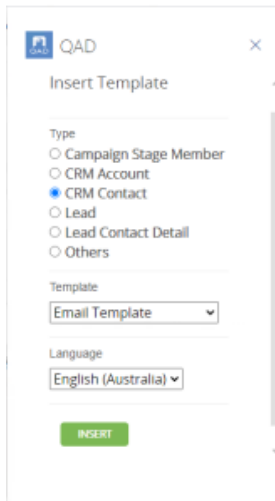 QAD QAD
Insert Template
Type
Campaign Stage Member
CRM Account
CRM Contact
Lead
Lead Contact Detail
Others
Template
Email Template
Language
English (Australia)
INSERT